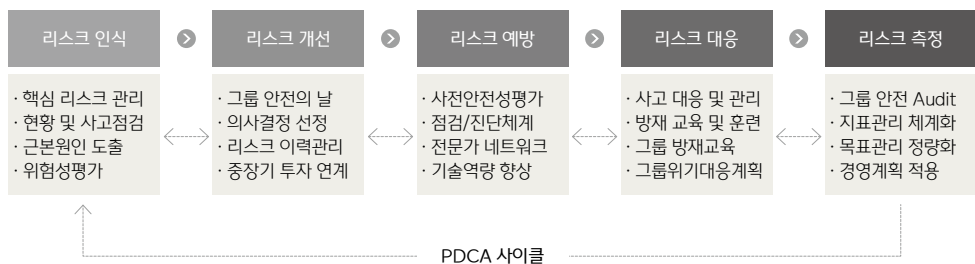 리스크 인식
· 핵심 리스크 관리
· 현황 및 사고점검
· 근본원인 도출
· 위험성평가
리스크 개선
· 그룹 안전의 날
· 의사결정 선정
· 리스크 이력관리
· 중장기 투자 연계
리스크 예방
· 사전안전성평가
· 점검/진단체계
· 전문가 네트워크
· 기술역량 향상
리스크 대응
· 사고 대응 및 관리
· 방재 교육 및 훈련
· 그룹 방재교육
· 그룹위기대응계획
리스크 측정
· 그룹 안전 Audit
· 지표관리 체계화
· 목표관리 정량화
· 경영계획 적용
PDCA 사이클